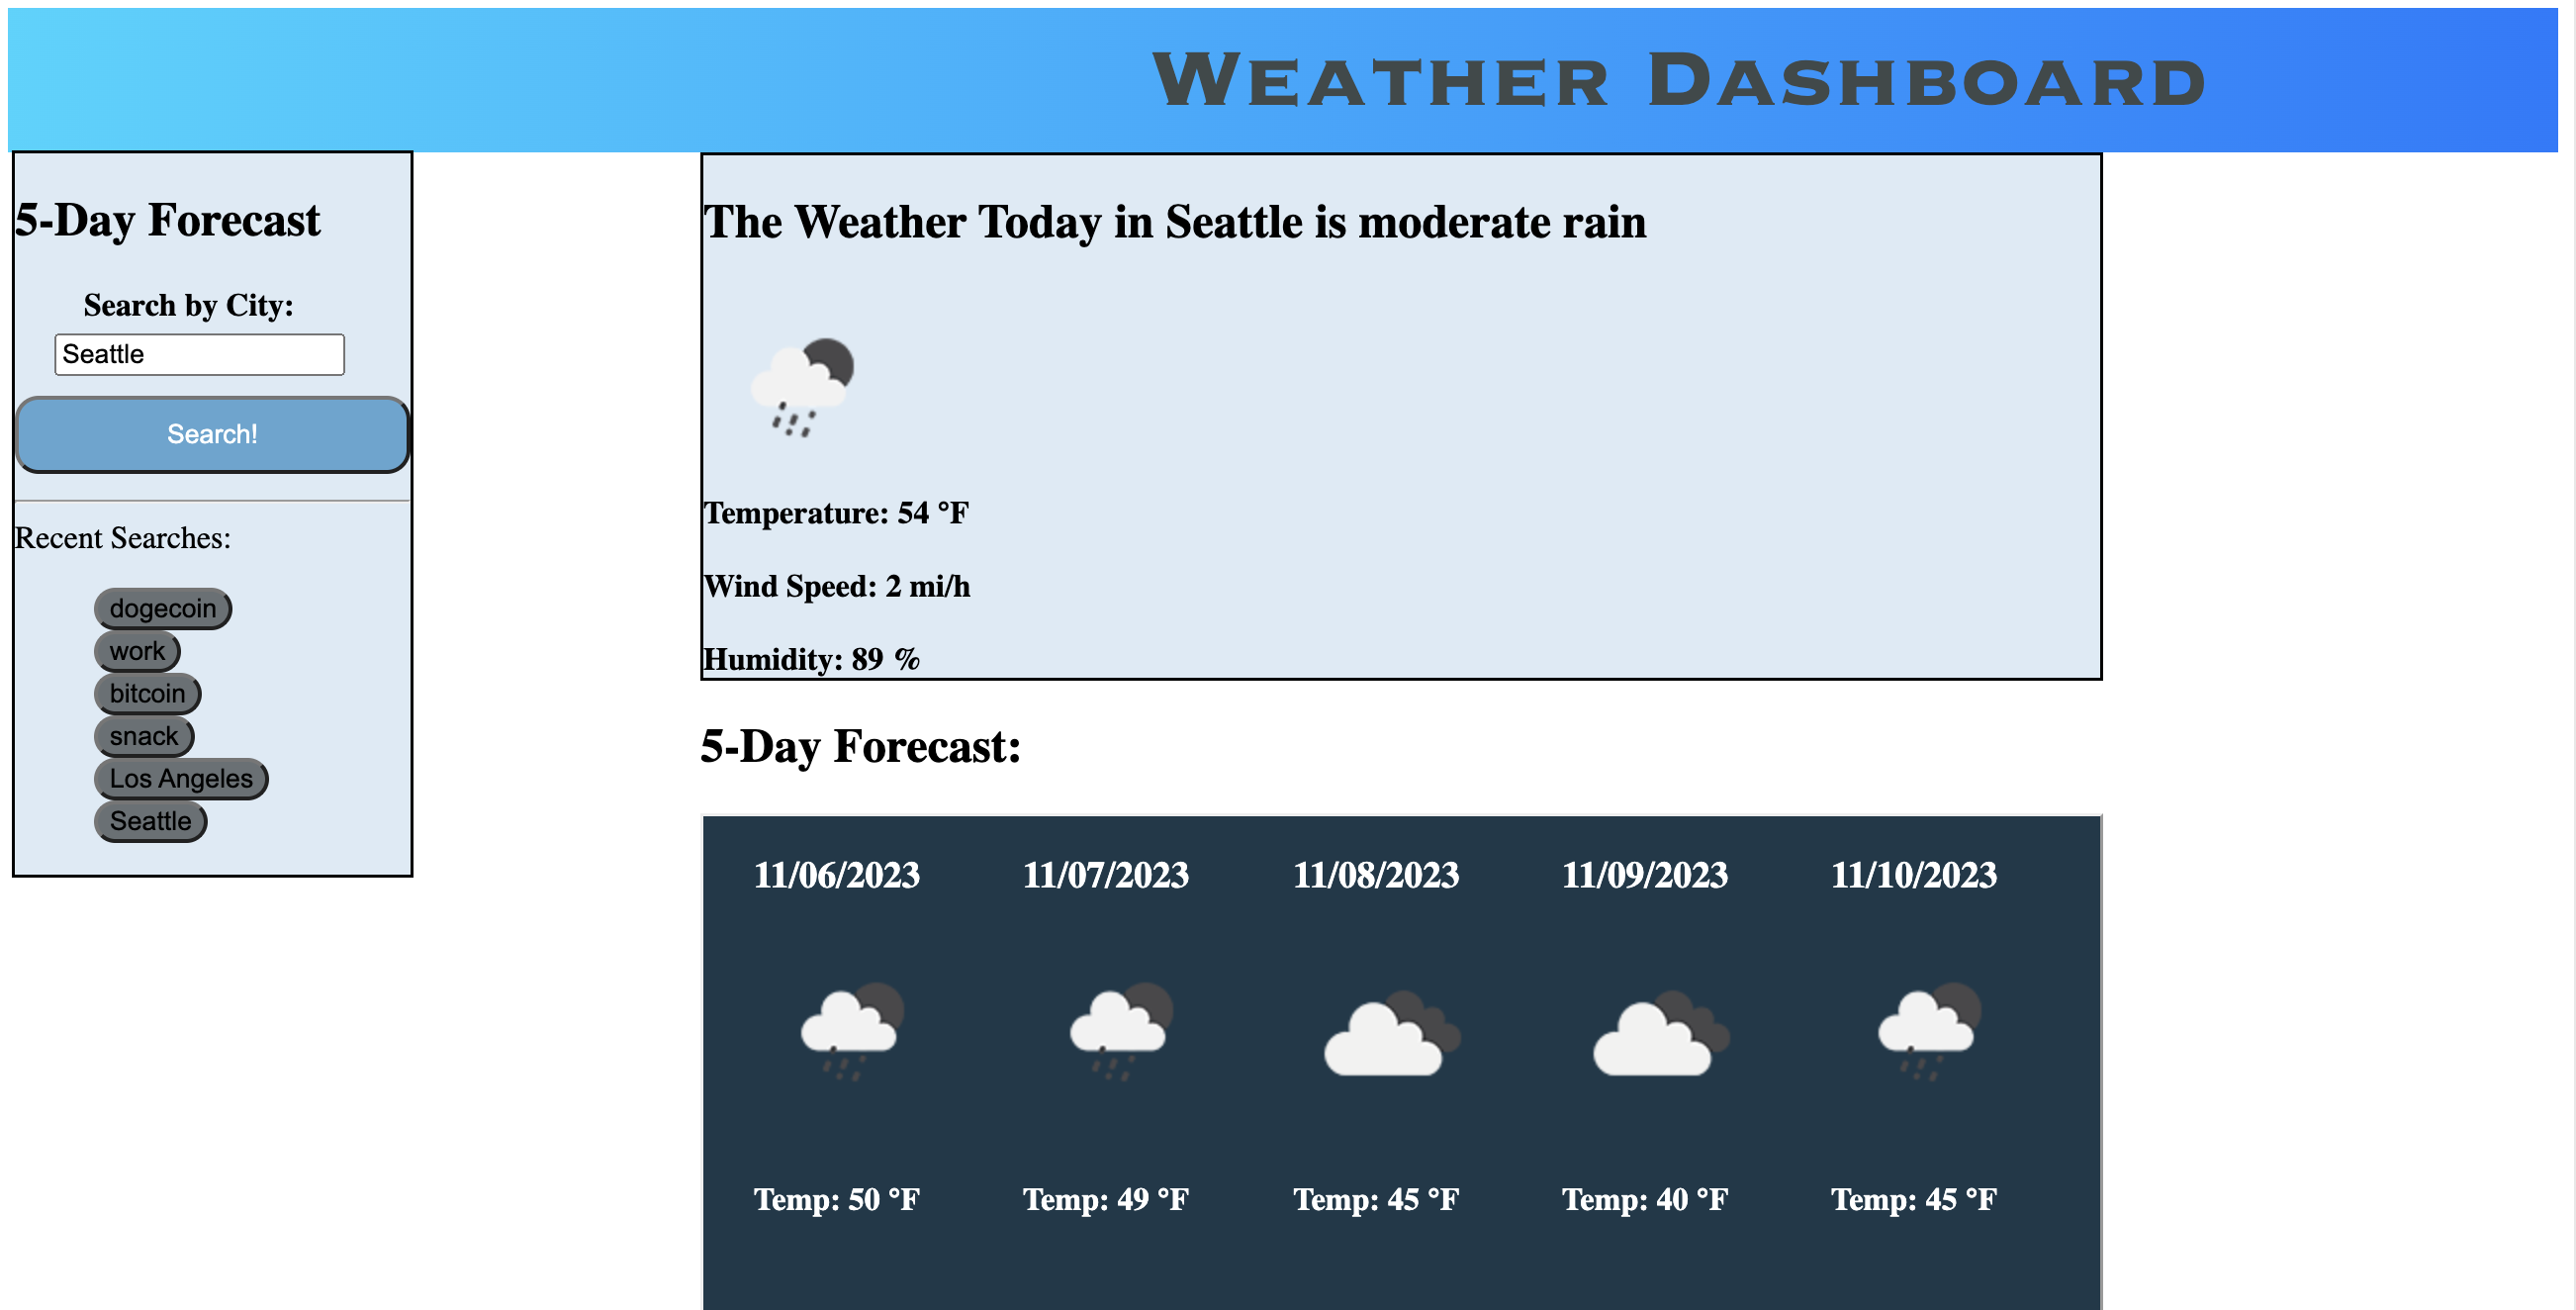 Weather Dashboard
5-Day Forecast
Search by City:
Seattle
Search!
Recent Searches:
dogecoin
work
bitcoin
snack
Los Angeles
Seattle
The Weather Today in Seattle is moderate rain
Temperature: 54 °F
Wind Speed: 2 mi/h
Humidity: 89 %
5-Day Forecast:
11/06/2023 11/07/2023 11/08/2023 11/09/2023 11/10/2023
Temp: 50 °F Temp: 49 °F Temp: 45 °F Temp: 40 °F Temp: 45 °F